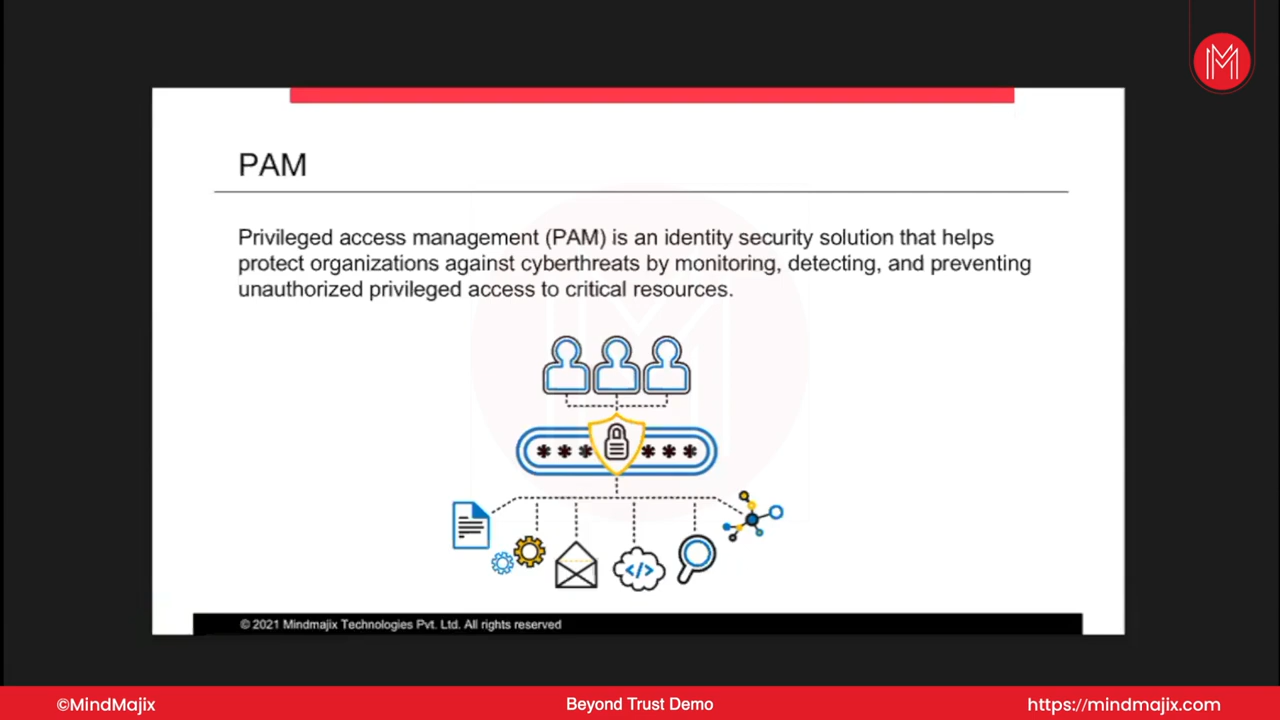 PAM
Privileged access management (PAM) is an identity security solution that helps
protect organizations against cyberthreats by monitoring, detecting, and preventing
unauthorized privileged access to critical resources.
*** ***
</>
© 2021 Mindmajix Technologies Pvt. Ltd. All rights reserved
©MindMajix
Beyond Trust Demo
https://mindmajix.com